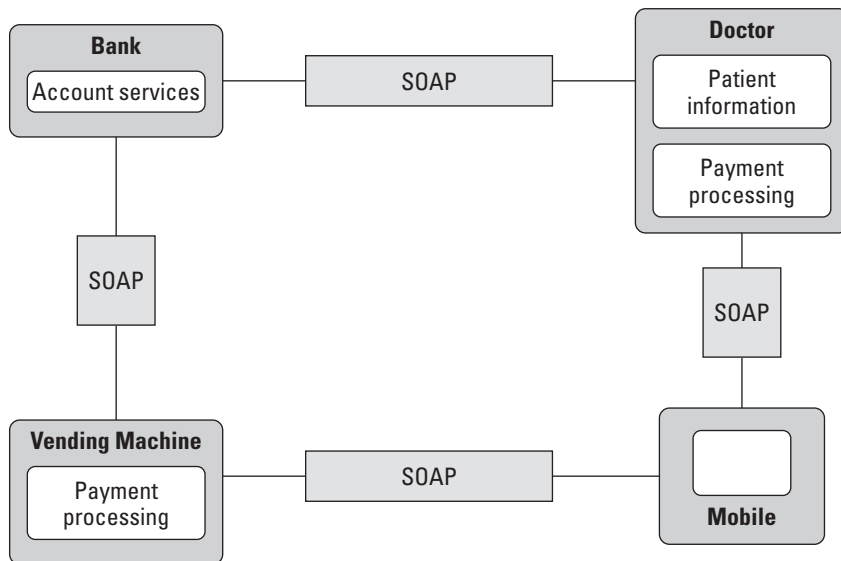 Bank
Account services
SOAP
Doctor
Patient
information
Payment
processing
SOAP
SOAP
Vending Machine
Payment
processing
SOAP
Mobile